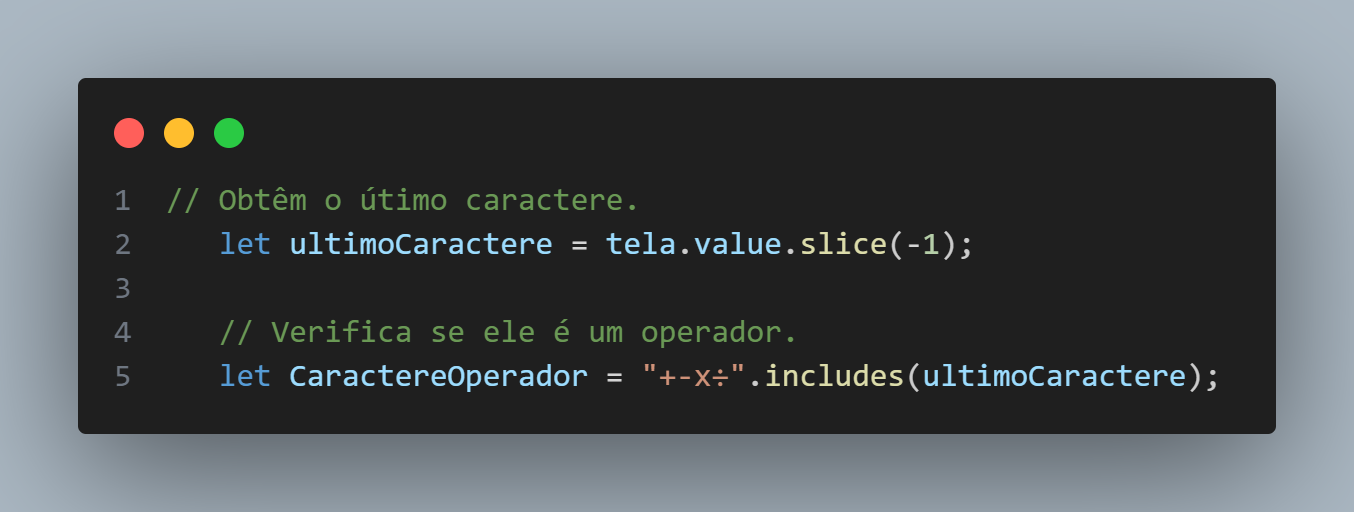 1 // Obtêm o útimo caractere.
2 let ultimoCaractere = tela.value.slice(-1);
3
4 // Verifica se ele é um operador.
5 let CaractereOperador = "+-x÷".includes(ultimoCaractere);